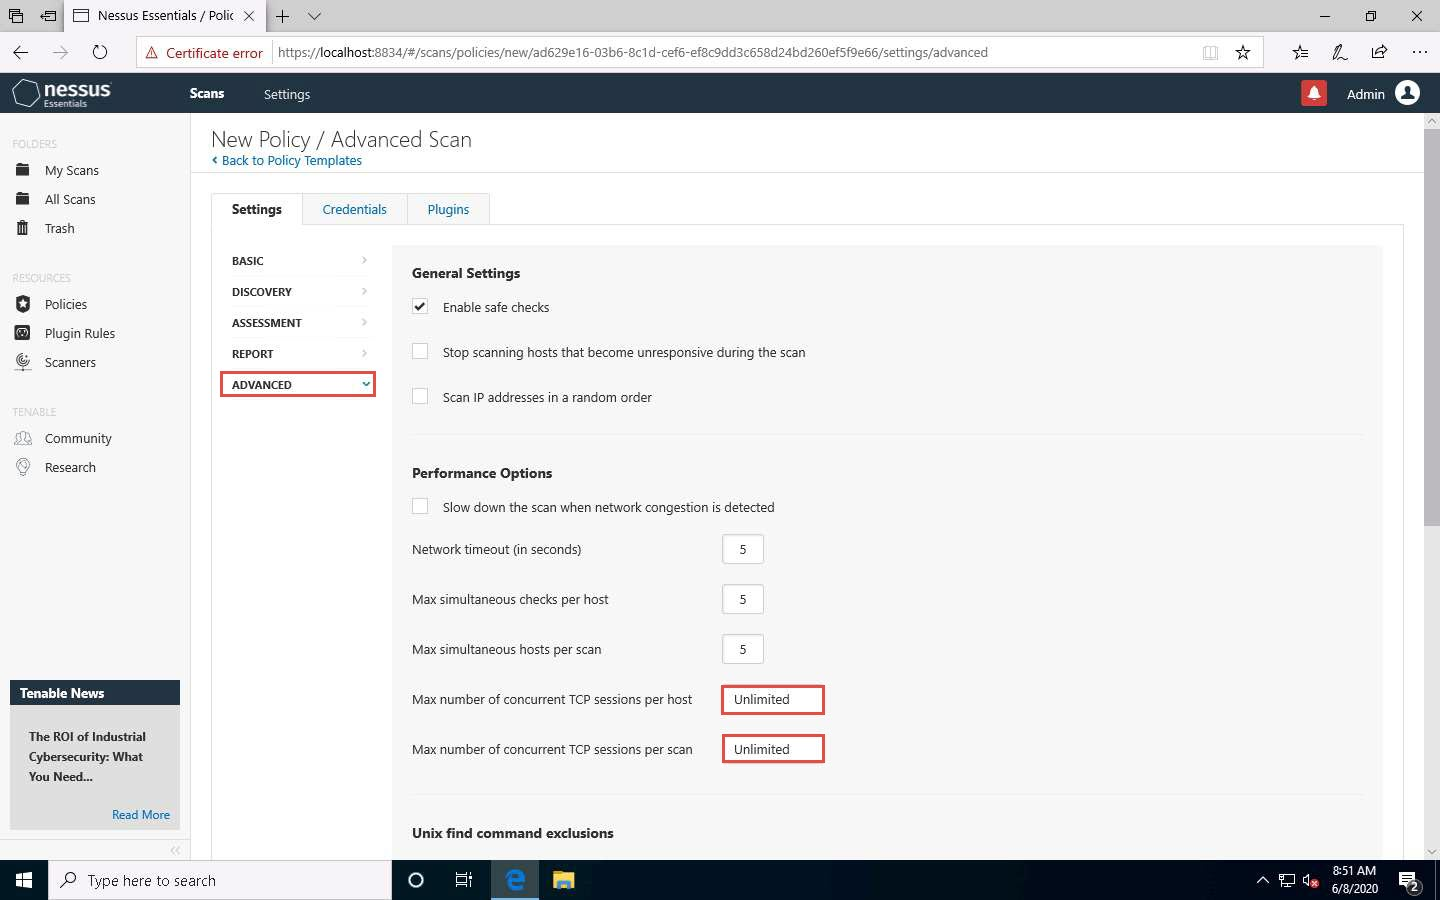 Nessus Essentials / Polic
Certificate error
https://localhost:8834/#/scans/policies/new/ad629e16-03b6-8c1d-cef6-ef8c9dd3c658d24bd260ef5f9e66/settings/advanced
nessus
Essentials
Scans
Settings
Admin
FOLDERS
My Scans
All Scans
Trash
RESOURCES
Policies
Plugin Rules
Scanners
TENABLE
Community
Research
Tenable News
The ROI of Industrial
Cybersecurity: What
You Need...
Read More
New Policy / Advanced Scan
Back to Policy Templates
Settings
Credentials
Plugins
BASIC
DISCOVERY
ASSESSMENT
REPORT
ADVANCED
General Settings
Enable safe checks
Stop scanning hosts that become unresponsive during the scan
Scan IP addresses in a random order
Performance Options
Slow down the scan when network congestion is detected
Network timeout (in seconds) 5
Max simultaneous checks per host 5
Max simultaneous hosts per scan 5
Max number of concurrent TCP sessions per host Unlimited
Max number of concurrent TCP sessions per scan Unlimited
Unix find command exclusions
Type here to search
8:51 AM
6/8/2020
2